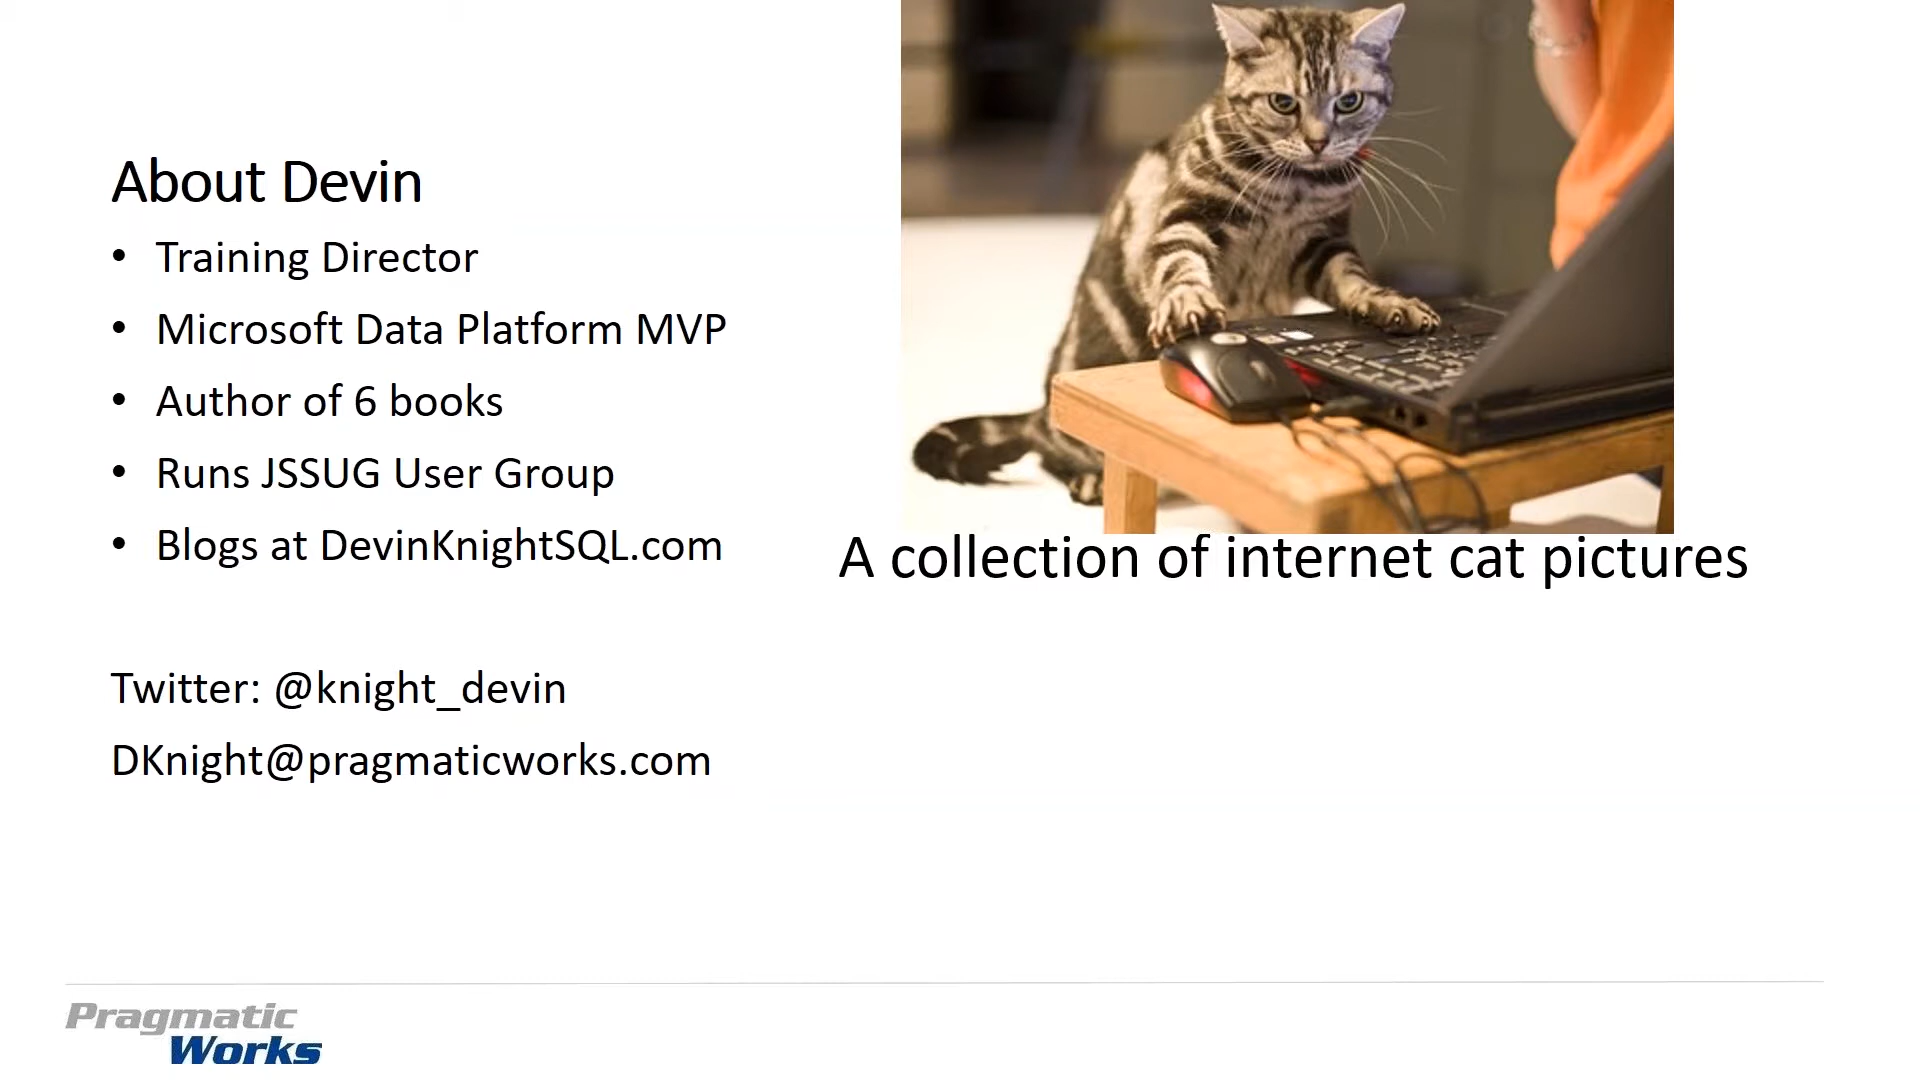 About Devin
• Training Director
• Microsoft Data Platform MVP
• Author of 6 books
• Runs JSSUG User Group
• Blogs at DevinKnightSQL.com
Twitter: @knight_devin
DKnight@pragmaticworks.com
A collection of internet cat pictures
Pragmatic
Works